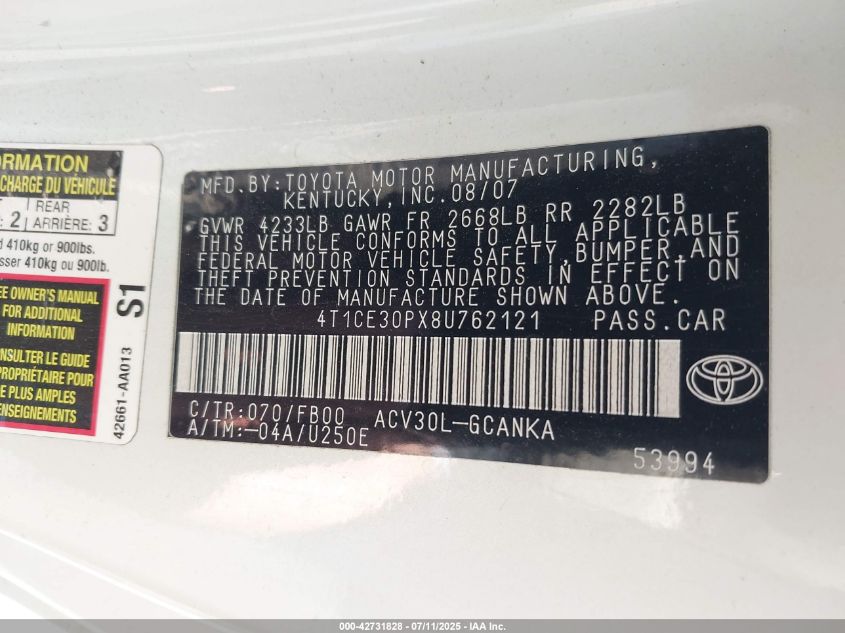 ORMATION
CHARGE DU VÉHICULE
2
REAR
ARRIÈRE: 3
410kg or 900lbs.
sser 410kg ou 900lb.
EE OWNER'S MANUAL
FOR ADDITIONAL
INFORMATION
ONSULTER LE GUIDE
PROPRIÉTAIRE POUR
E PLUS AMPLES
ENSEIGNEMENTS
S1
42661-AA013
MFD.BY:TOYOTA MOTOR MANUFACTURING,
KENTUCKY,INC.08/07
GVWR 4233LB GAWR FR 2668LB RR 2282LB
THIS VEHICLE CONFORMS TO ALL APPLICABLE
FEDERAL MOTOR VEHICLE SAFETY,BUMPER,AND
THEFT PREVENTION STANDARDS IN EFFECT ON
THE DATE OF MANUFACTURE SHOWN ABOVE.
4T1CE30PX8U762121 PASS.CAR
C/TR:070/FB00 ACV30L-GCANKA
A/TM:-04A/U250E
53994
000-42731828 - 07/11/2025 - IAA Inc.